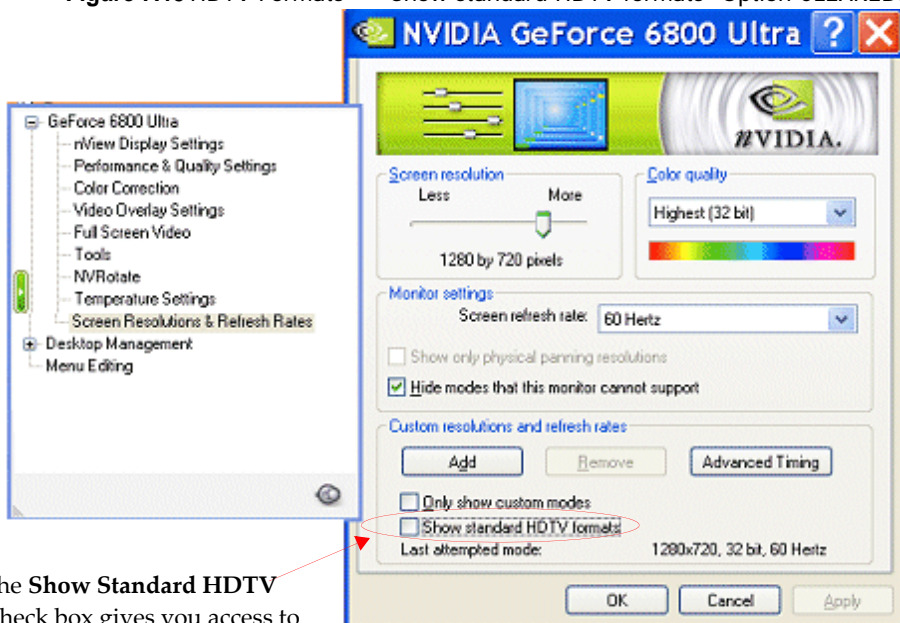 HDTV Formats
NVIDIA GeForce 6800 Ultra
NVIDIA.
GeForce 6800 Ultra
nView Display Settings
Performance & Quality Settings
Color Correction
Video Overlay Settings
Full Screen Video
Tools
NVRotate
Temperature Settings
Screen Resolutions & Refresh Rates
Desktop Management
Menu Editing
Screen resolution
Less More
1280 by 720 pixels
Color quality
Highest (32 bit)
Monitor settings
Screen refresh rate: 60 Hertz
Show only physical panning resolutions
Hide modes that this monitor cannot support
Custom resolutions and refresh rates
Add Remove Advanced Timing
Only show custom modes
Show standard HDTV formats
Last attempted mode: 1280x720, 32 bit, 60 Hertz
OK Cancel Apply
he Show Standard HDTV
heck box gives you access to